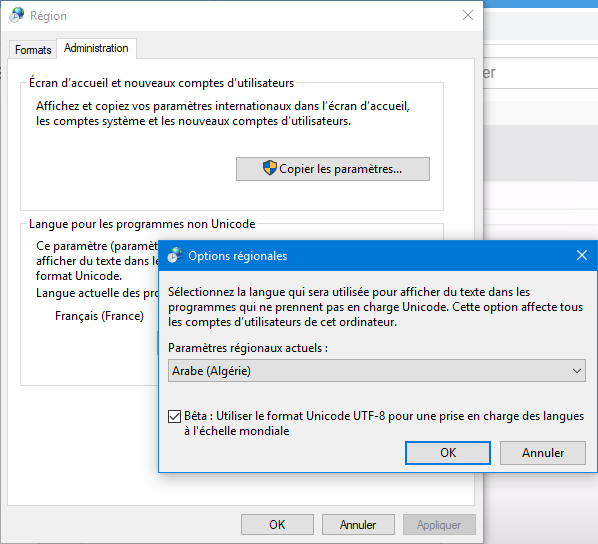 Région
Formats
Administration
Écran d'accueil et nouveaux comptes d'utilisateurs
Affichez et copiez vos paramètres internationaux dans l'écran d'accueil,
les comptes système et les nouveaux comptes d'utilisateurs.
Copier les paramètres...
Langue pour les programmes non Unicode
Ce paramètre (paramèt
afficher du texte dans le
format Unicode.
Langue actuelle des pro
Français (France)
Options régionales
Sélectionnez la langue qui sera utilisée pour afficher du texte dans les
programmes qui ne prennent pas en charge Unicode. Cette option affecte tous
les comptes d'utilisateurs de cet ordinateur.
Paramètres régionaux actuels :
Arabe (Algérie)
Bêta : Utiliser le format Unicode UTF-8 pour une prise en charge des langues
à l'échelle mondiale
OK
Annuler
OK
Annuler
Appliquer
er